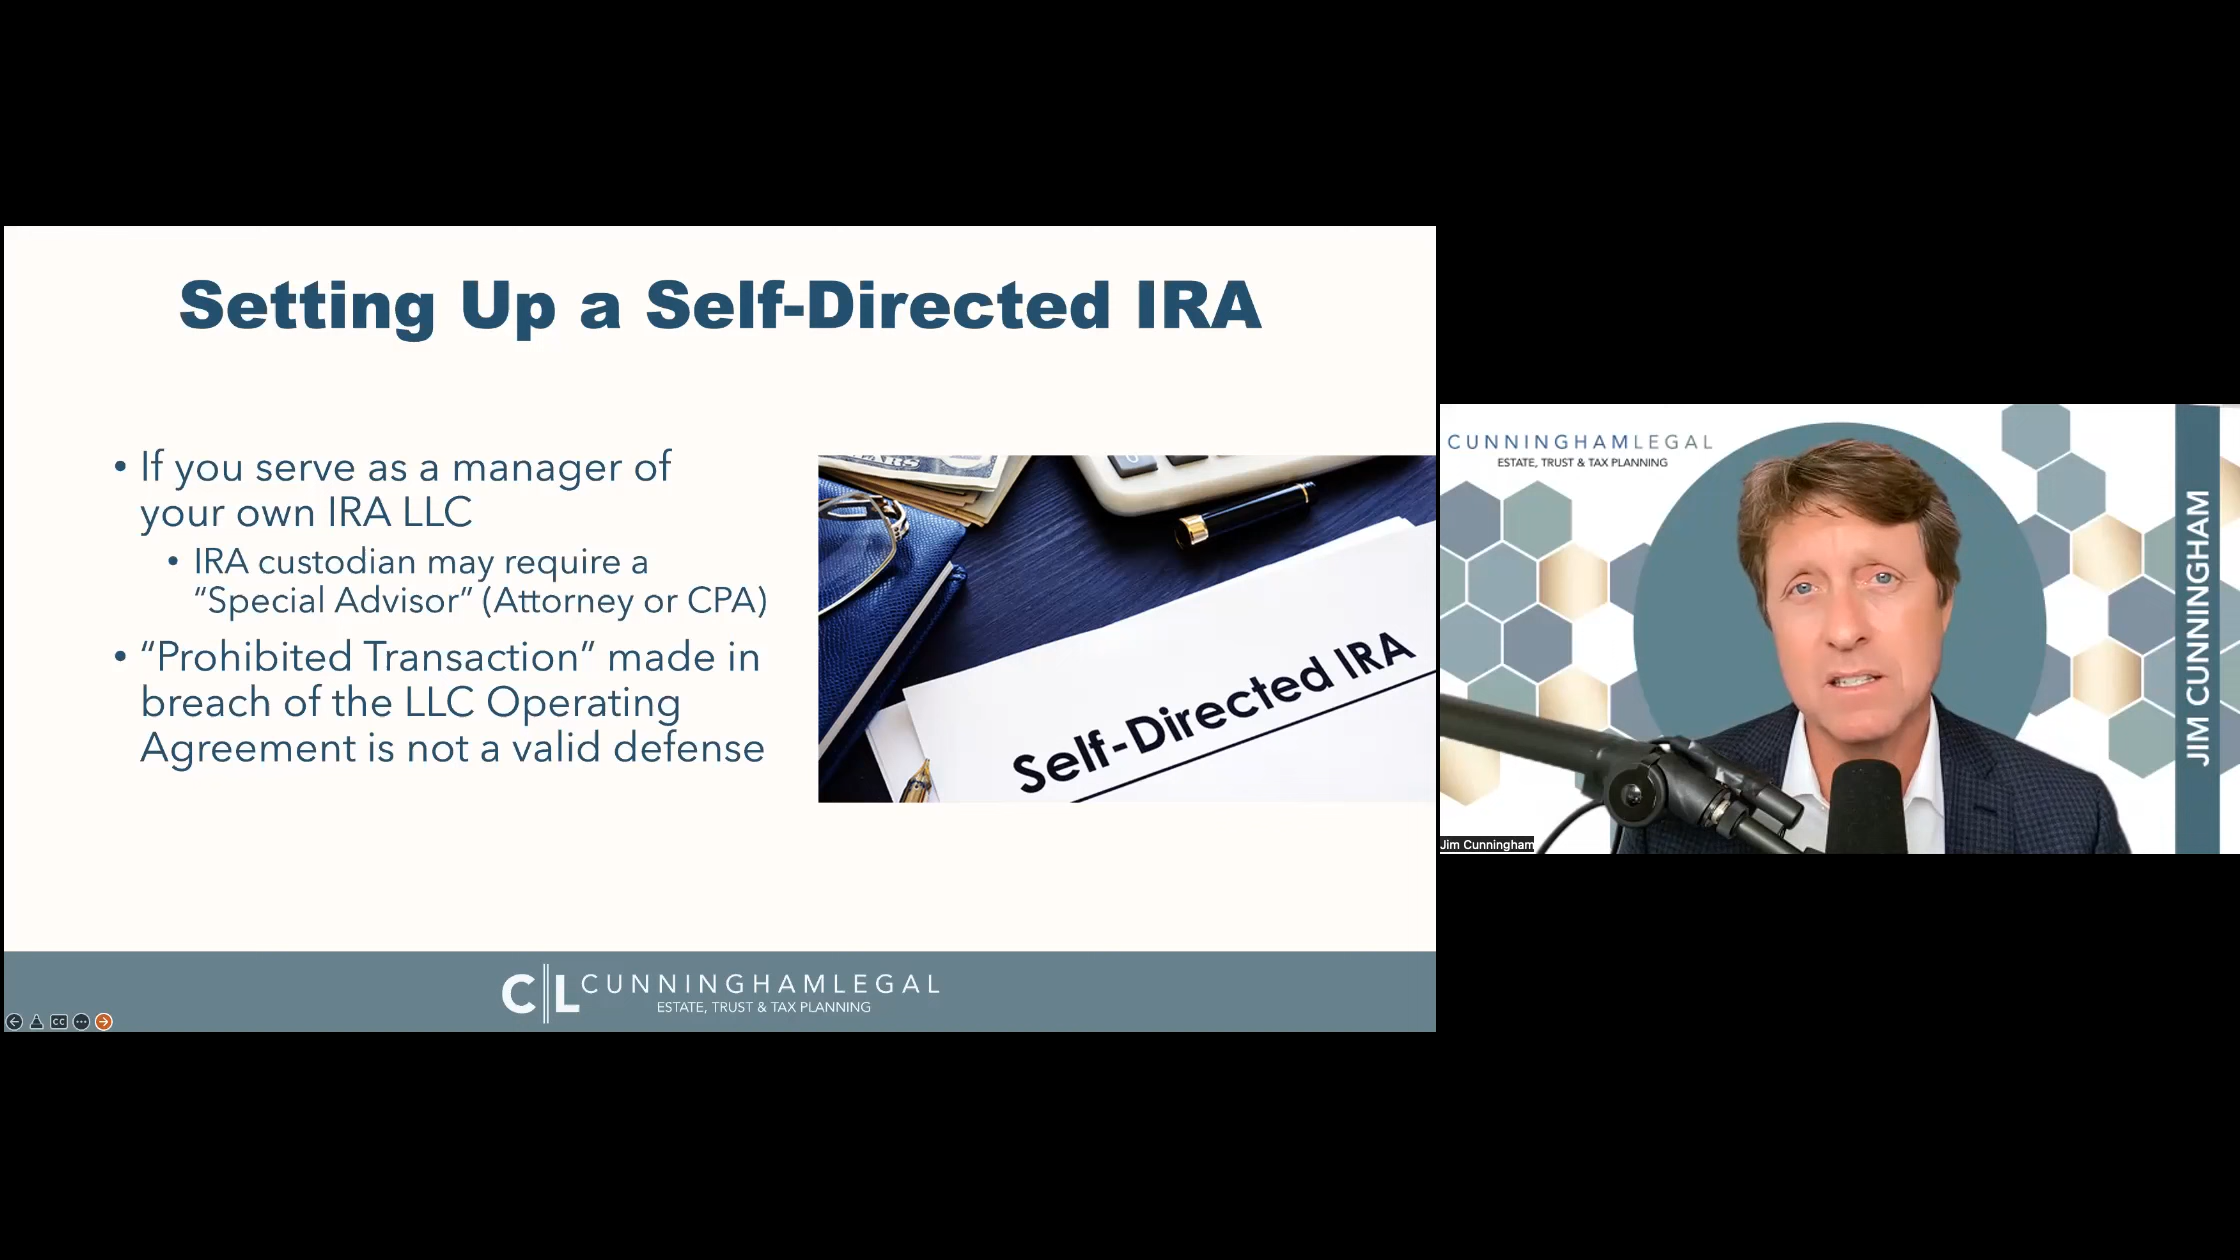 Setting Up a Self-Directed IRA
• If you serve as a manager of
your own IRA LLC
• IRA custodian may require a
“Special Advisor” (Attorney or CPA)
• “Prohibited Transaction” made in
breach of the LLC Operating
Agreement is not a valid defense
Self-Directed IRA
CL CUNNINGHAMLEGAL
ESTATE, TRUST & TAX PLANNING
CC
CUNNINGHAMLEGAL
ESTATE, TRUST & TAX PLANNING
JIM CUNNINGHAM
Jim Cunningham